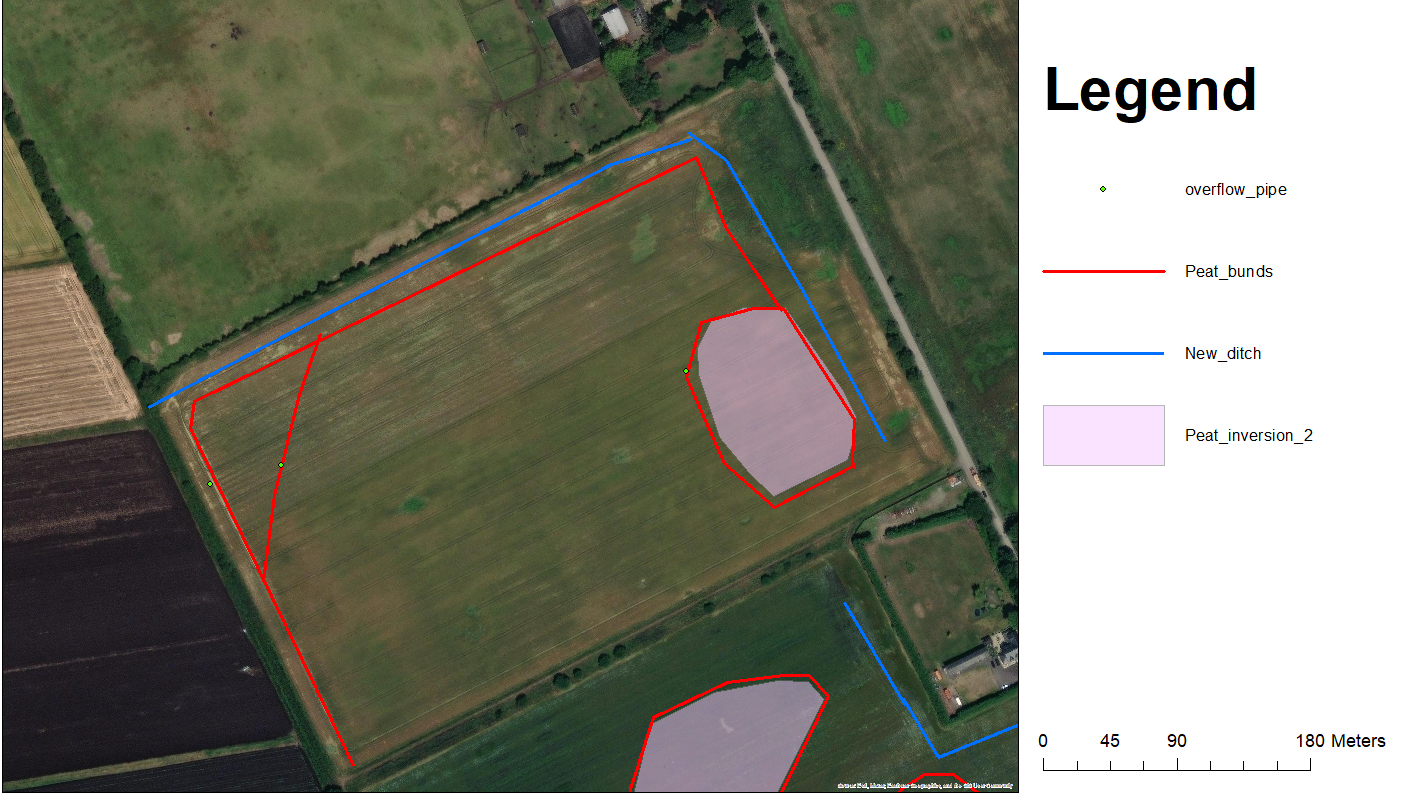 Legend
overflow_pipe
Peat_bunds
New_ditch
Peat_inversion_2
0 45 90 180 Meters